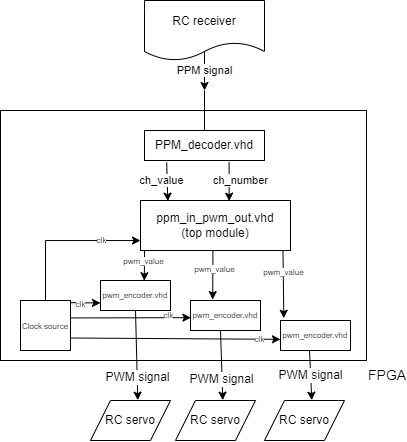 RC receiver
PPM signal
PPM_decoder.vhd
ch_value
ch_number
ppm_in_pwm_out.vhd
(top module)
clk
pwm_value
pwm_value
pwm_value
pwm_encoder.vhd
clk
pwm_encoder.vhd
clk
Clock source
pwm_encoder.vhd
clk
PWM signal
PWM signal
PWM signal
FPGA
RC servo
RC servo
RC servo